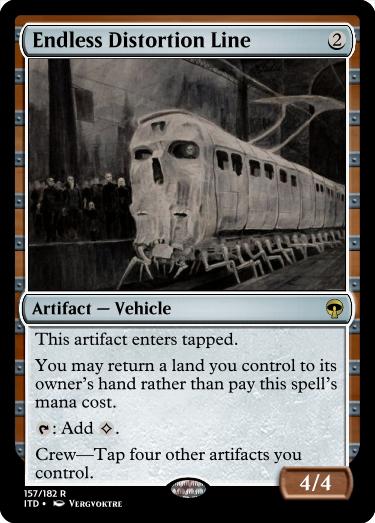 Endless Distortion Line 2
Artifact — Vehicle
This artifact enters tapped.
You may return a land you control to its
owner's hand rather than pay this spell's
mana cost.
: Add .
Crew—Tap four other artifacts you
control.
4/4
157/182 R
ITD • Vergvoktre